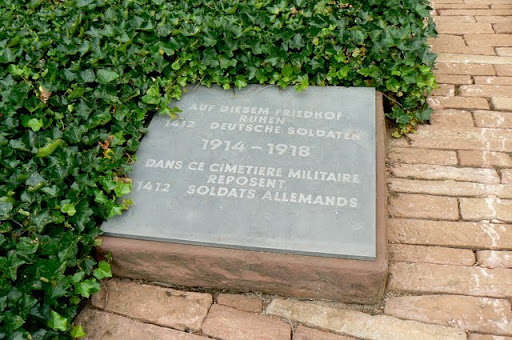 AUF DIESEM FRIEDHOF
RUHEN
1412 DEUTSCHE SOLDATEN
1914 - 1918
DANS CE CIMETIÈRE MILITAIRE
REPOSENT
1412 SOLDATS ALLEMANDS